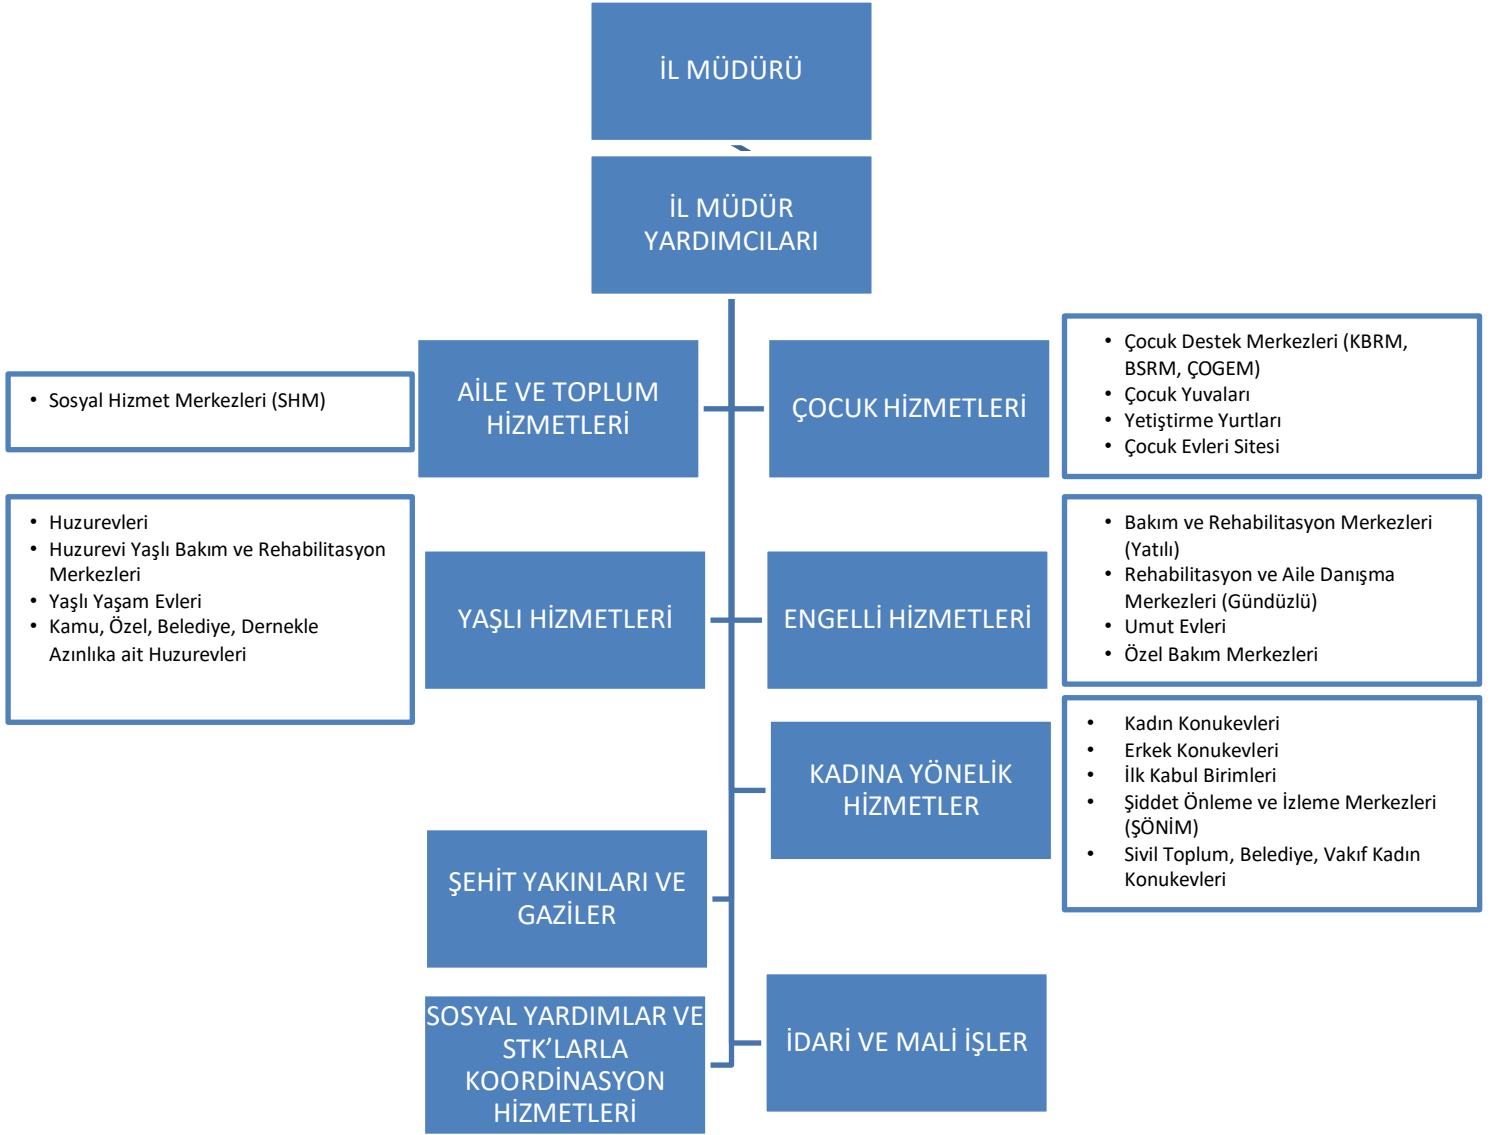 İL MÜDÜRÜ
İL MÜDÜR
YARDIMCILARI
AİLE VE TOPLUM
HİZMETLERİ
• Sosyal Hizmet Merkezleri (SHM)
ÇOCUK HİZMETLERİ
• Çocuk Destek Merkezleri (KBRM,
BSRM, ÇOGEM)
• Çocuk Yuvaları
• Yetiştirme Yurtları
• Çocuk Evleri Sitesi
YAŞLI HİZMETLERİ
• Huzurevleri
• Huzurevi Yaşlı Bakım ve Rehabilitasyon
Merkezleri
• Yaşlı Yaşam Evleri
• Kamu, Özel, Belediye, Dernekle
Azınlıka ait Huzurevleri
ENGELLİ HİZMETLERİ
• Bakım ve Rehabilitasyon Merkezleri
(Yatılı)
• Rehabilitasyon ve Aile Danışma
Merkezleri (Gündüzlü)
• Umut Evleri
• Özel Bakım Merkezleri
KADINA YÖNELİK
HİZMETLER
• Kadın Konukevleri
• Erkek Konukevleri
• İlk Kabul Birimleri
• Şiddet Önleme ve İzleme Merkezleri
(ŞÖNİM)
• Sivil Toplum, Belediye, Vakıf Kadın
Konukevleri
ŞEHİT YAKINLARI VE
GAZİLER
SOSYAL YARDIMLAR VE
STK’LARLA
KOORDİNASYON
HİZMETLERİ
İDARİ VE MALİ İŞLER